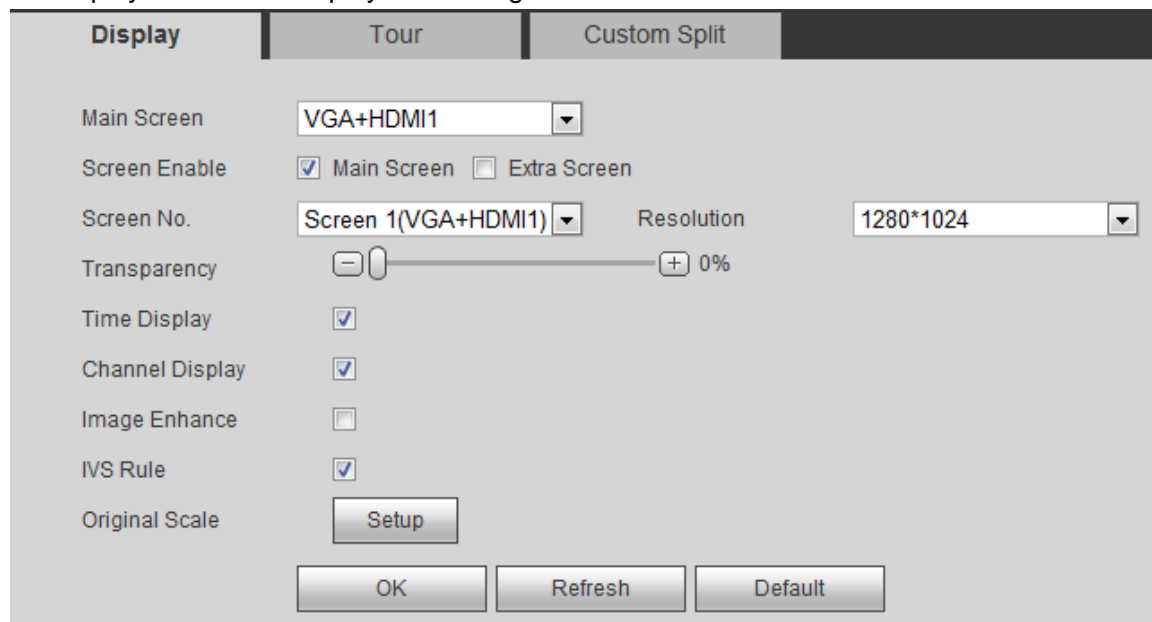 Display Tour Custom Split
Main Screen VGA+HDMI1
Screen Enable Main Screen Extra Screen
Screen No. Screen 1(VGA+HDMI1) Resolution 1280*1024
Transparency 0%
Time Display
Channel Display
Image Enhance
IVS Rule
Original Scale Setup
OK Refresh Default